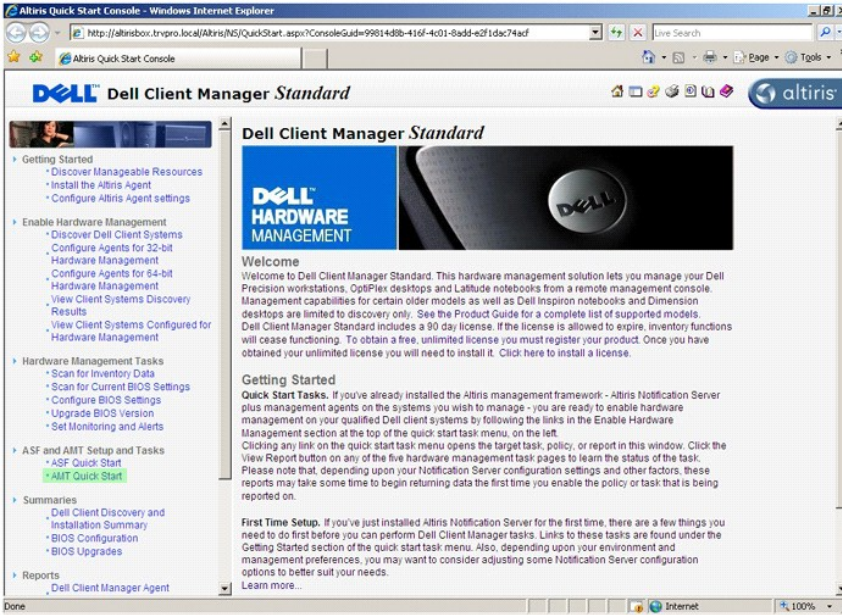 Altiris Quick Start Console - Windows Internet Explorer
http://altirisbox.trvpro.local/Altiris/NS/QuickStart.aspx?ConsoleGuid=99814d8b-416f-4c01-8add-e2f1dac74acf
Live Search
Altiris Quick Start Console
Page
Tools
DELL™ Dell Client Manager Standard
altiris
Getting Started
Discover Manageable Resources
Install the Altiris Agent
Configure Altiris Agent settings
Enable Hardware Management
Discover Dell Client Systems
Configure Agents for 32-bit
Hardware Management
Configure Agents for 64-bit
Hardware Management
View Client Systems Discovery
Results
View Client Systems Configured for
Hardware Management
Hardware Management Tasks
Scan for Inventory Data
Scan for Current BIOS Settings
Configure BIOS Settings
Upgrade BIOS Version
Set Monitoring and Alerts
ASF and AMT Setup and Tasks
ASF Quick Start
AMT Quick Start
Summaries
Dell Client Discovery and
Installation Summary
BIOS Configuration
BIOS Upgrades
Reports
Dell Client Manager Agent
Dell Client Manager Standard
DELL™
HARDWARE
MANAGEMENT
DELL
Welcome
Welcome to Dell Client Manager Standard. This hardware management solution lets you manage your Dell
Precision workstations, OptiPlex desktops and Latitude notebooks from a remote management console.
Management capabilities for certain older models as well as Dell Inspiron notebooks and Dimension
desktops are limited to discovery only. See the Product Guide for a complete list of supported models.
Dell Client Manager Standard includes a 90 day license. If the license is allowed to expire, inventory functions
will cease functioning. To obtain a free, unlimited license you must register your product. Once you have
obtained your unlimited license you will need to install it. Click here to install a license.
Getting Started
Quick Start Tasks. If you've already installed the Altiris management framework - Altiris Notification Server
plus management agents on the systems you wish to manage - you are ready to enable hardware
management on your qualified Dell client systems by following the links in the Enable Hardware
Management section at the top of the quick start task menu, on the left.
Clicking any link on the quick start task menu opens the target task, policy, or report in this window. Click the
View Report button on any of the five hardware management task pages to learn the status of the task.
Please note that, depending upon your Notification Server configuration settings and other factors, these
reports may take some time to begin returning data the first time you enable the policy or task that is being
reported on.
First Time Setup. If you've just installed Altiris Notification Server for the first time, there are a few things you
need to do first before you can perform Dell Client Manager tasks. Links to these tasks are found under the
Getting Started section of the quick start task menu. Also, depending upon your environment and
management preferences, you may want to consider adjusting some Notification Server configuration
options to better suit your needs.
Learn more...
Done
Internet
100%